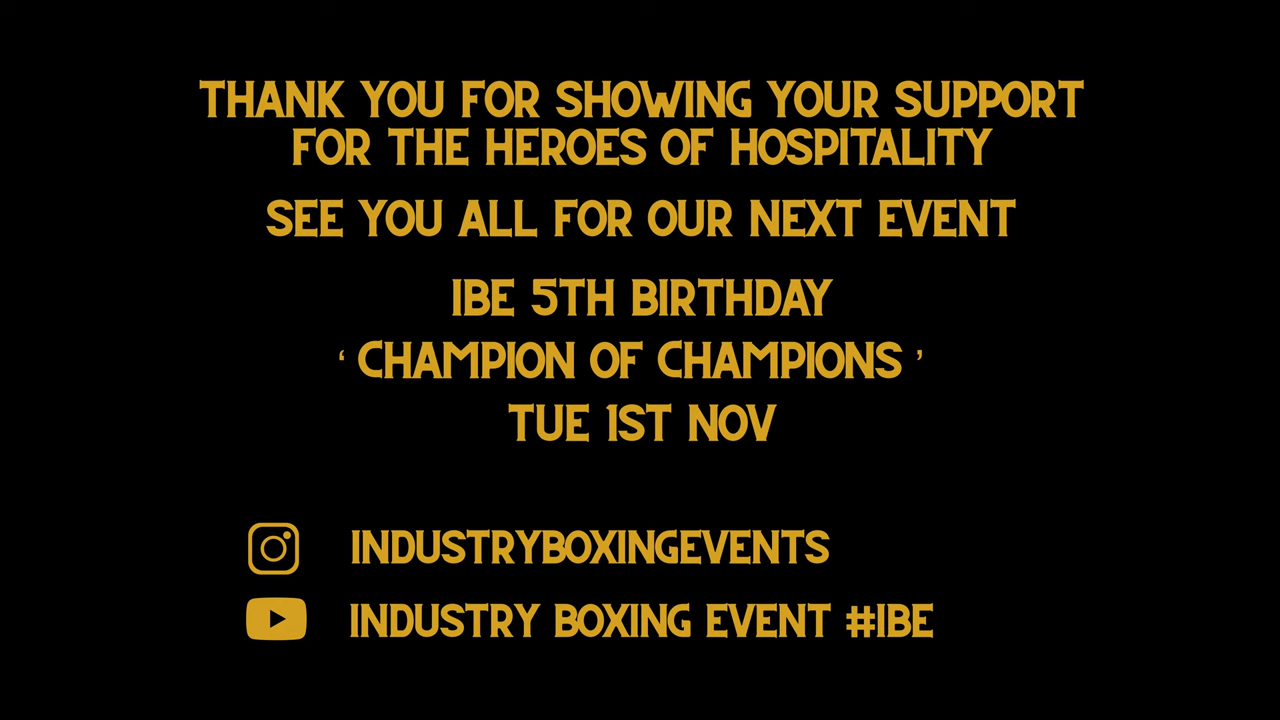 THANK YOU FOR SHOWING YOUR SUPPORT
FOR THE HEROES OF HOSPITALITY
SEE YOU ALL FOR OUR NEXT EVENT
IBE 5TH BIRTHDAY
‘ CHAMPION OF CHAMPIONS ’
TUE 1ST NOV
INDUSTRYBOXINGEVENTS
INDUSTRY BOXING EVENT #IBE